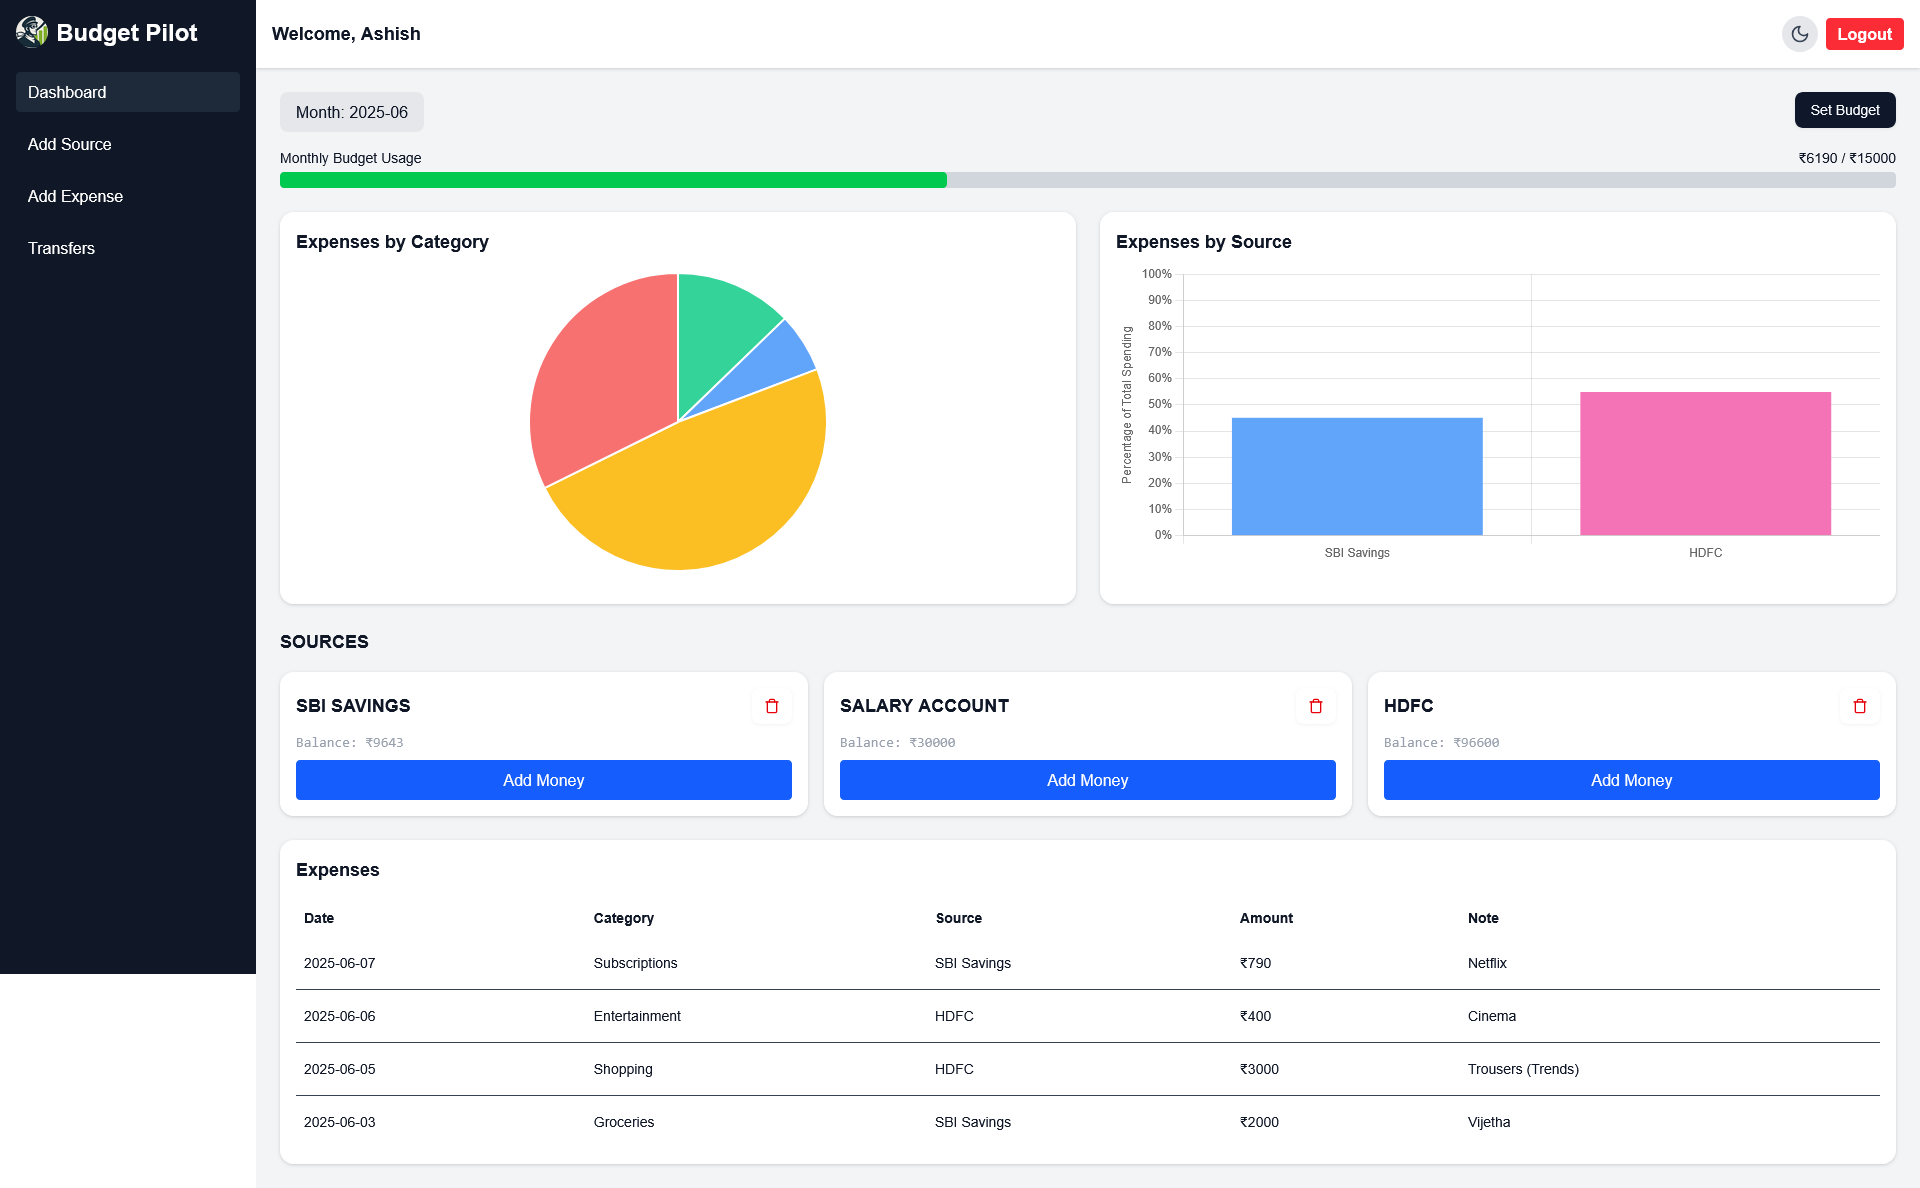 Budget Pilot
Dashboard
Add Source
Add Expense
Transfers
Welcome, Ashish
Logout
Month: 2025-06
Set Budget
Monthly Budget Usage
₹6190 / ₹15000
Expenses by Category
Expenses by Source
Percentage of Total Spending
100%
90%
80%
70%
60%
50%
40%
30%
20%
10%
0%
SBI Savings
HDFC
SOURCES
SBI SAVINGS
Balance: ₹9643
Add Money
SALARY ACCOUNT
Balance: ₹30000
Add Money
HDFC
Balance: ₹96600
Add Money
Expenses
Date Category Source Amount Note
2025-06-07 Subscriptions SBI Savings ₹790 Netflix
2025-06-06 Entertainment HDFC ₹400 Cinema
2025-06-05 Shopping HDFC ₹3000 Trousers (Trends)
2025-06-03 Groceries SBI Savings ₹2000 Vijetha